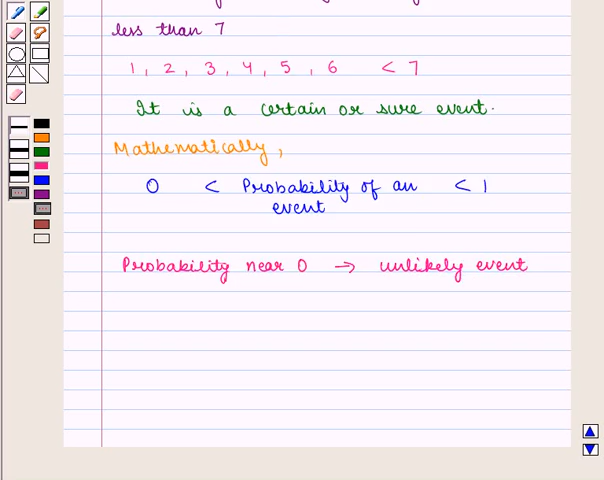 less than 7
1, 2, 3, 4, 5, 6 < 7
It is a certain or sure event.
Mathematically,
0 < Probability of an < 1
event
Probability near 0 → unlikely event